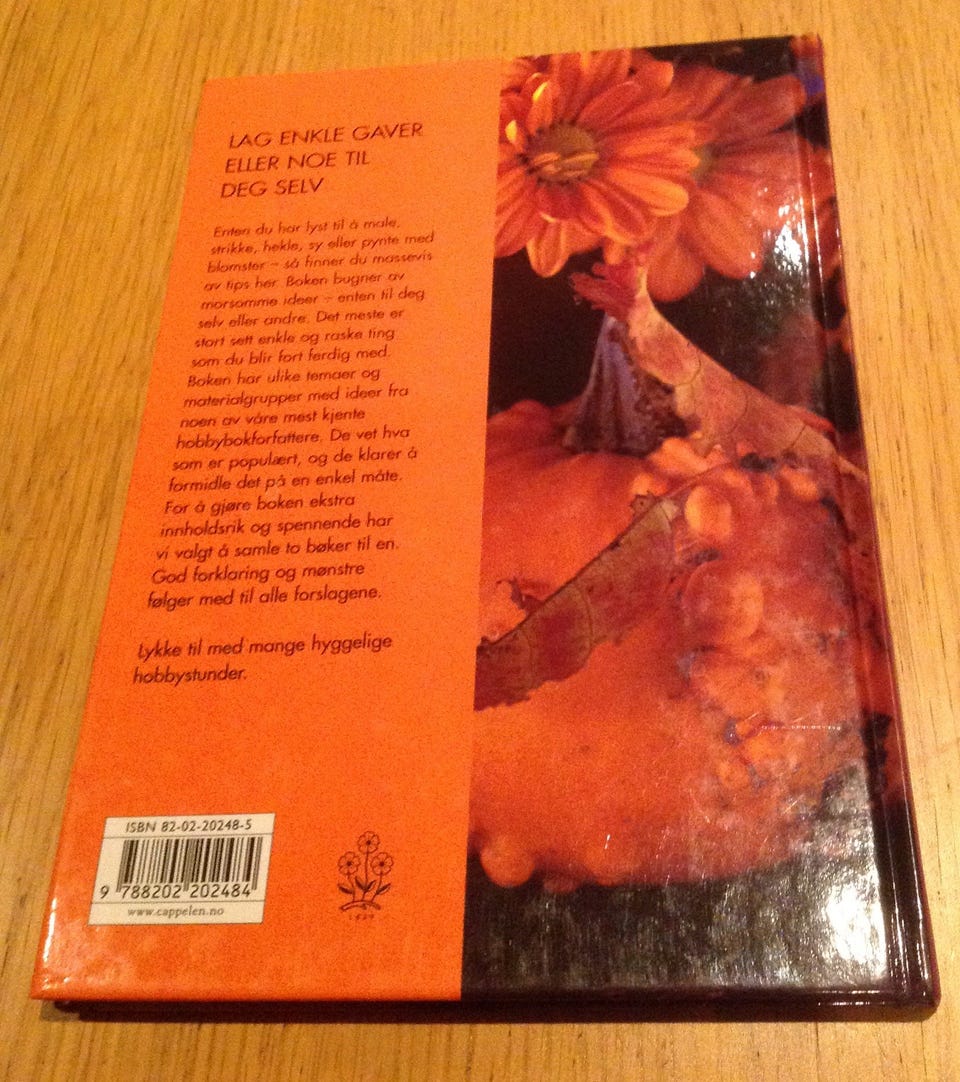 LAG ENKLE GAVER
ELLER NOE TIL
DEG SELV
Enten du har lyst til å male,
strikke, hekle, sy eller pynte med
blomster – så finner du massevis
av tips her. Boken bugner av
morsomme ideer – enten til deg
selv eller andre. Det meste er
stort sett enkle og raske ting
som du blir fort ferdig med.
Boken har ulike temaer og
materialgrupper med ideer fra
noen av våre mest kjente
hobbybokforfattere. De vet hva
som er populært, og de klarer å
formidle det på en enkel måte.
For å gjøre boken ekstra
innholdsrik og spennende har
vi valgt å samle to bøker til en.
God forklaring og mønstre
følger med til alle forslagene.
Lykke til med mange hyggelige
hobbystunder.
ISBN 82-02-20248-5
9 788202 202484
www.cappelen.no
1829